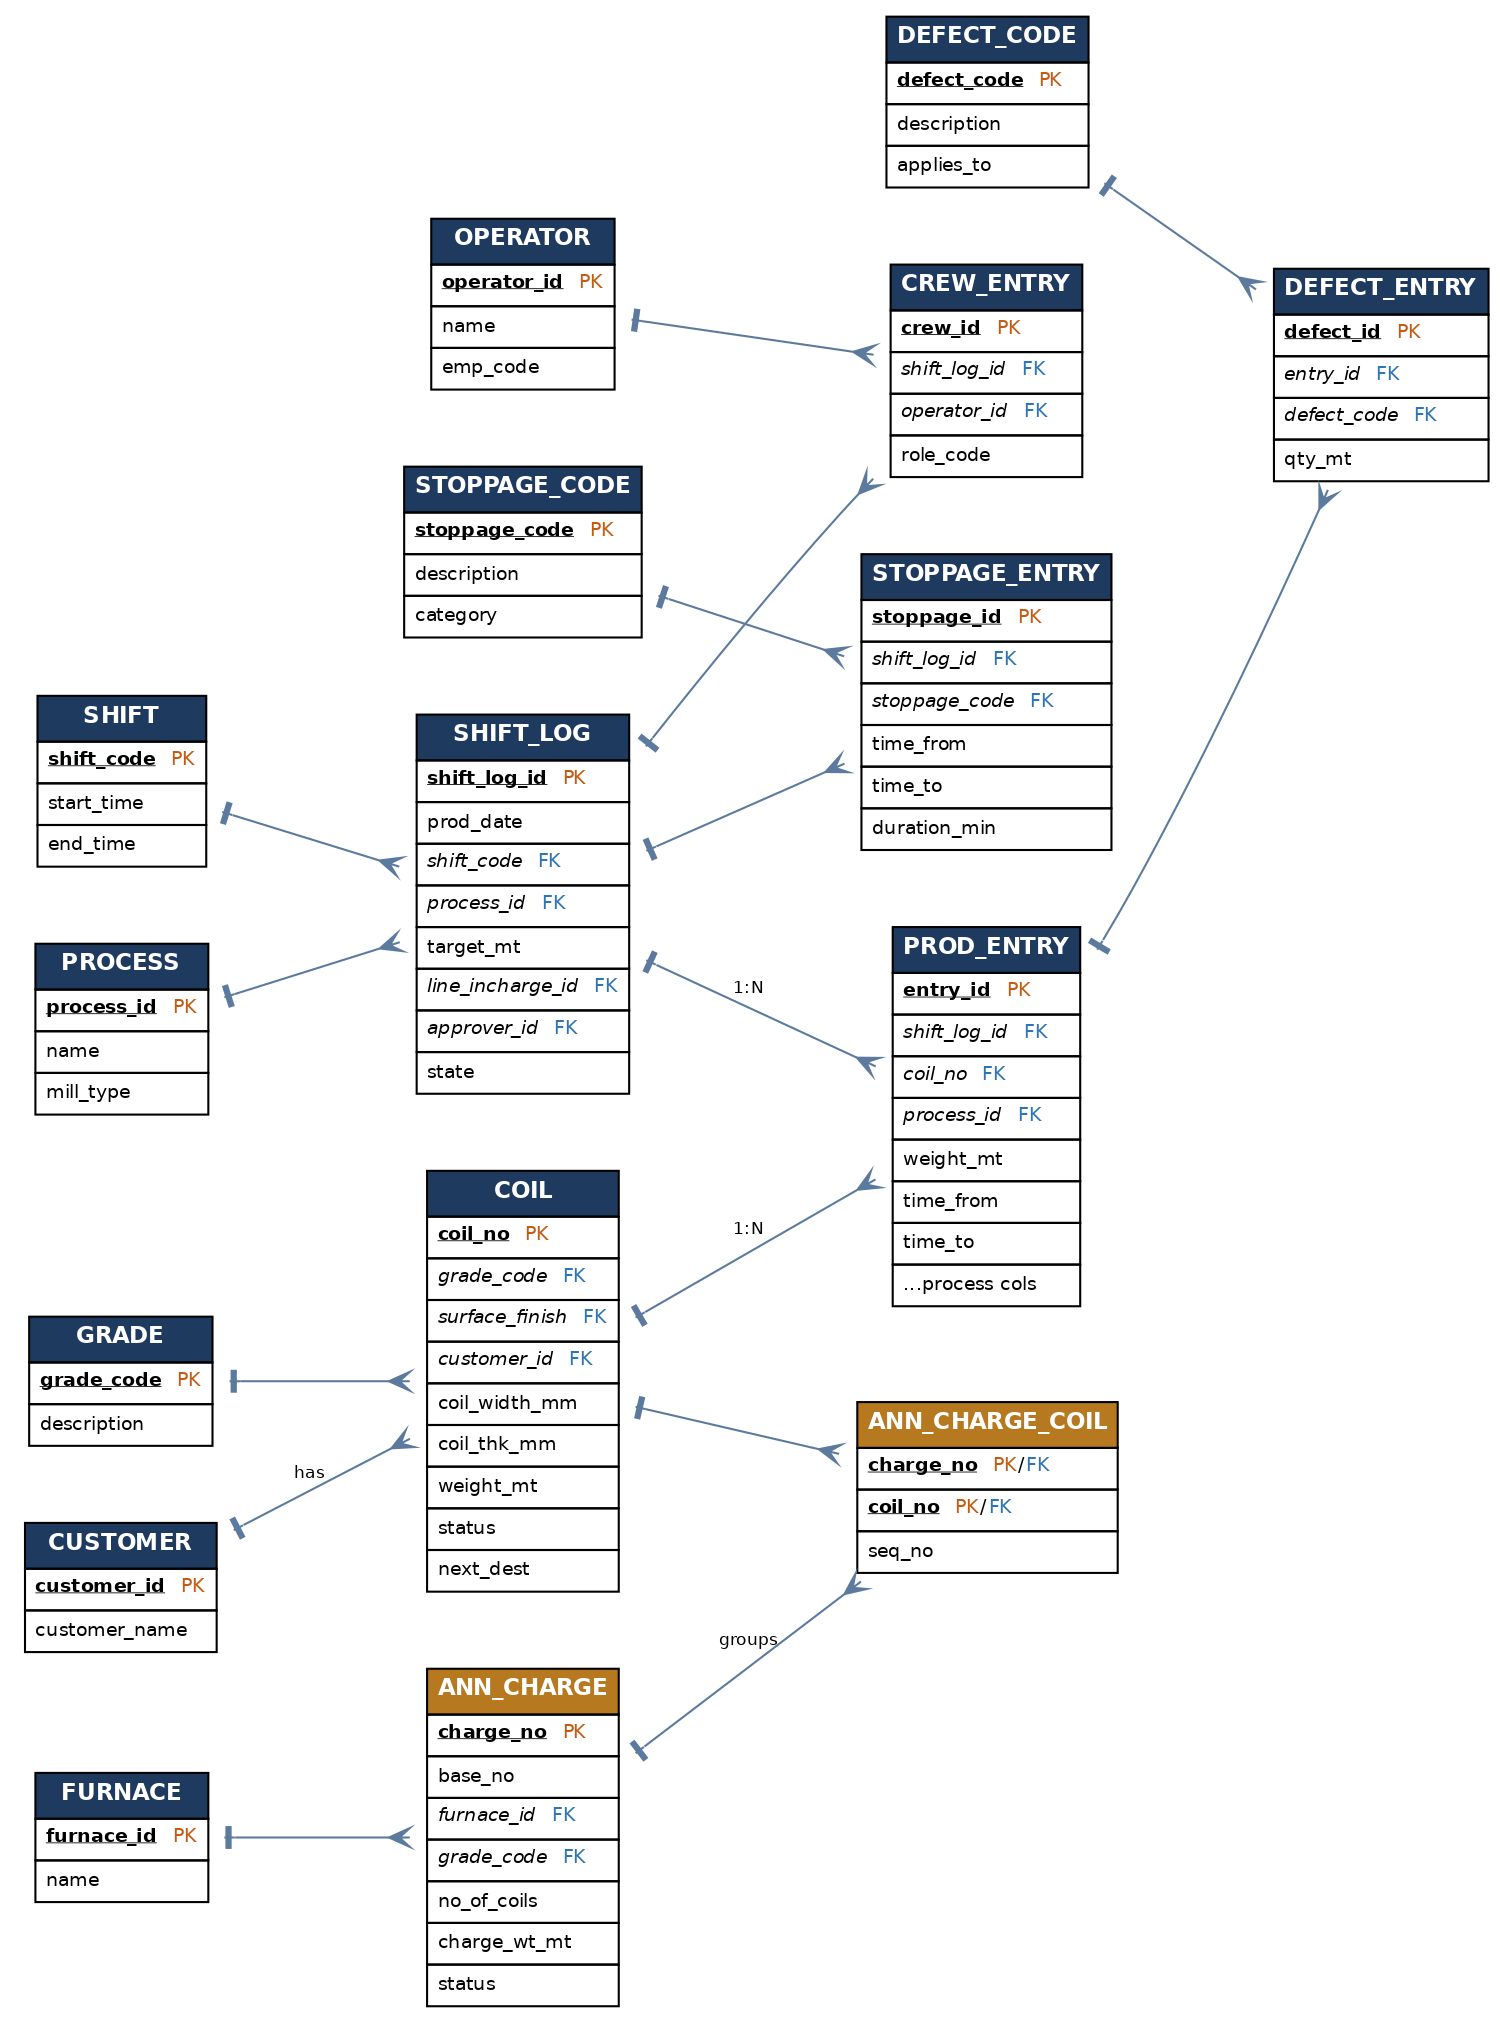 DEFECT_CODE
defect_code PK
description
applies_to
OPERATOR
operator_id PK
name
emp_code
CREW_ENTRY
crew_id PK
shift_log_id FK
operator_id FK
role_code
DEFECT_ENTRY
defect_id PK
entry_id FK
defect_code FK
qty_mt
STOPPAGE_CODE
stoppage_code PK
description
category
STOPPAGE_ENTRY
stoppage_id PK
shift_log_id FK
stoppage_code FK
time_from
time_to
duration_min
SHIFT
shift_code PK
start_time
end_time
SHIFT_LOG
shift_log_id PK
prod_date
shift_code FK
process_id FK
target_mt
line_incharge_id FK
approver_id FK
state
PROCESS
process_id PK
name
mill_type
1:N
PROD_ENTRY
entry_id PK
shift_log_id FK
coil_no FK
process_id FK
weight_mt
time_from
time_to
...process cols
COIL
coil_no PK
grade_code FK
surface_finish FK
customer_id FK
coil_width_mm
coil_thk_mm
weight_mt
status
next_dest
1:N
GRADE
grade_code PK
description
has
CUSTOMER
customer_id PK
customer_name
ANN_CHARGE_COIL
charge_no PK/FK
coil_no PK/FK
seq_no
groups
ANN_CHARGE
charge_no PK
base_no
furnace_id FK
grade_code FK
no_of_coils
charge_wt_mt
status
FURNACE
furnace_id PK
name